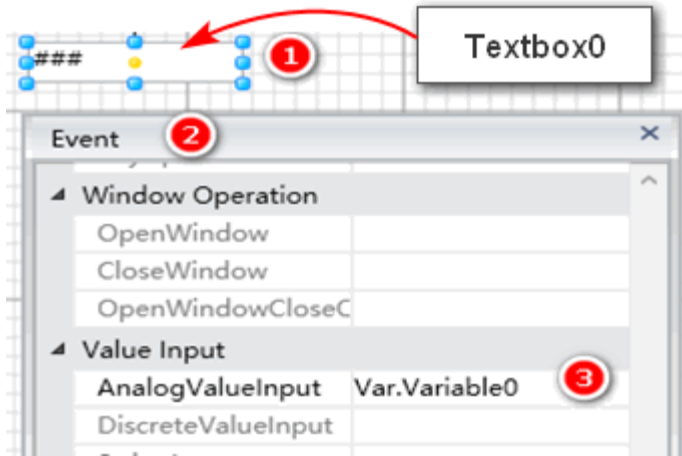 Textbox0
### 1
Event 2
Window Operation
OpenWindow
CloseWindow
OpenWindowCloseC
Value Input
AnalogValueInput Var.Variable0 3
DiscreteValueInput